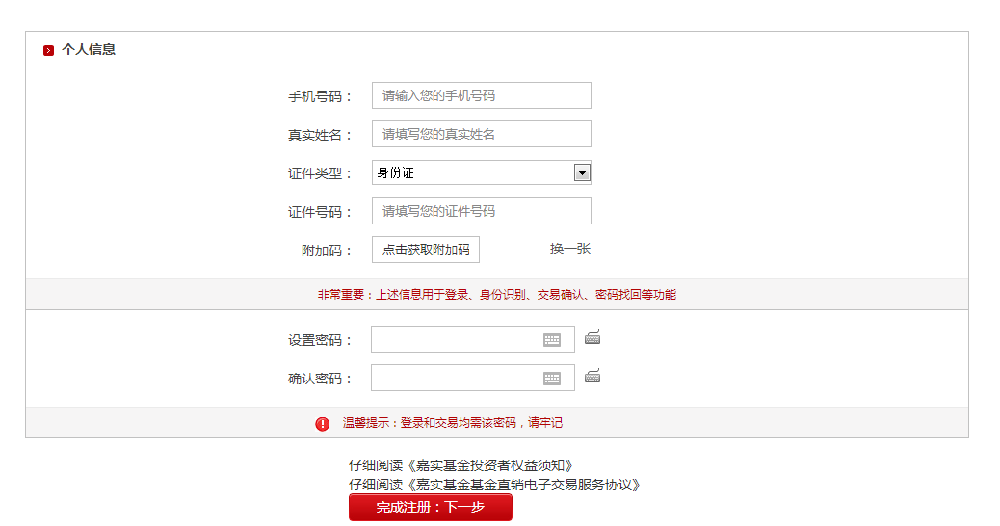 个人信息
手机号码： 请输入您的手机号码
真实姓名： 请填写您的真实姓名
证件类型： 身份证
证件号码： 请填写您的证件号码
附加码： 点击获取附加码 换一张
非常重要：上述信息用于登录、身份识别、交易确认、密码找回等功能
设置密码：
确认密码：
温馨提示：登录和交易均需该密码，请牢记
仔细阅读《嘉实基金投资者权益须知》
仔细阅读《嘉实基金基金直销电子交易服务协议》
完成注册：下一步